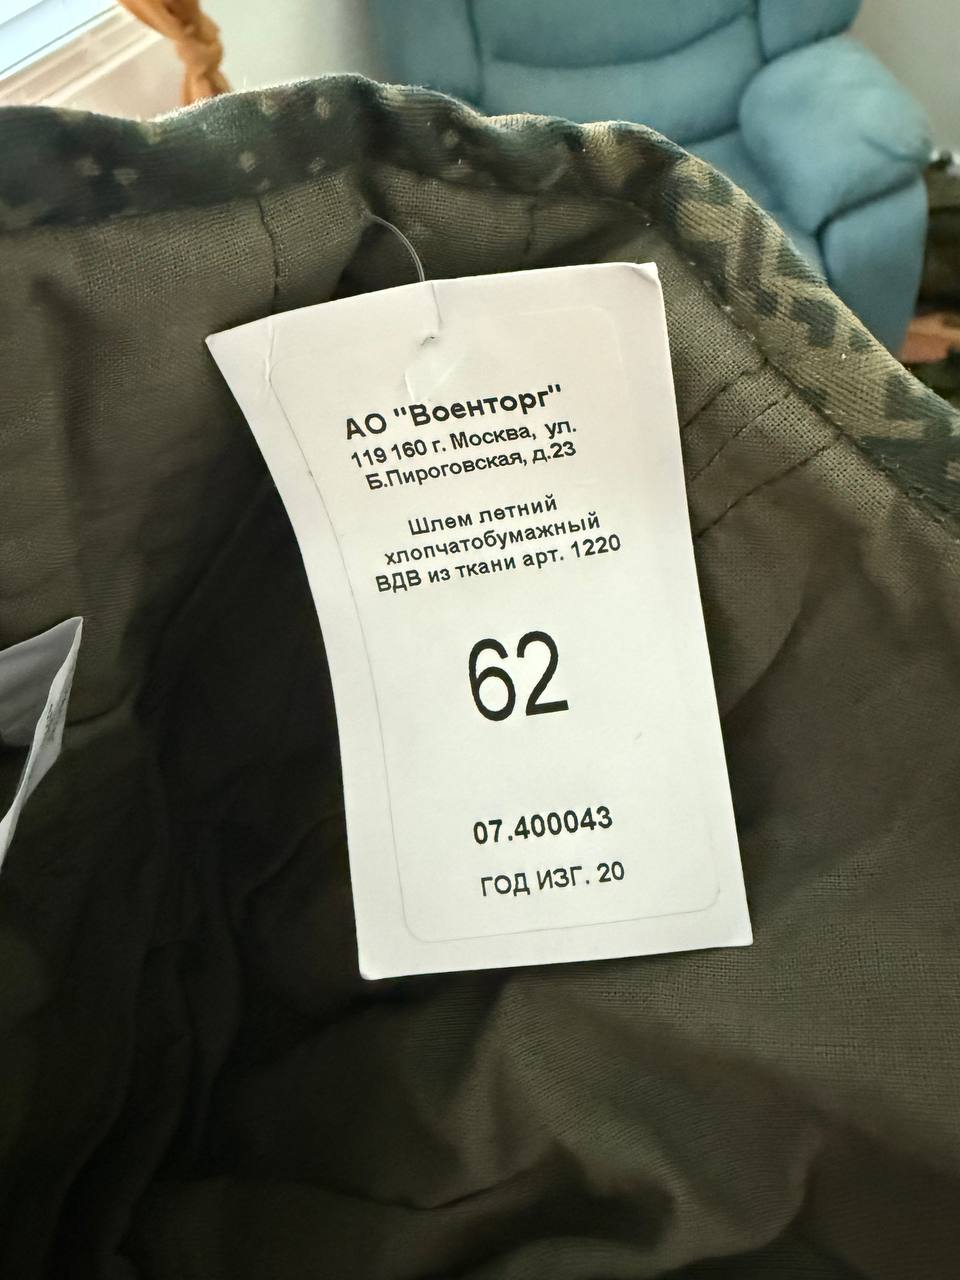 АО "Военторг"
119 160 г. Москва, ул.
Б.Пироговская, д.23
Шлем летний
хлопчатобумажный
ВДВ из ткани арт. 1220
62
07.400043
ГОД ИЗГ. 20